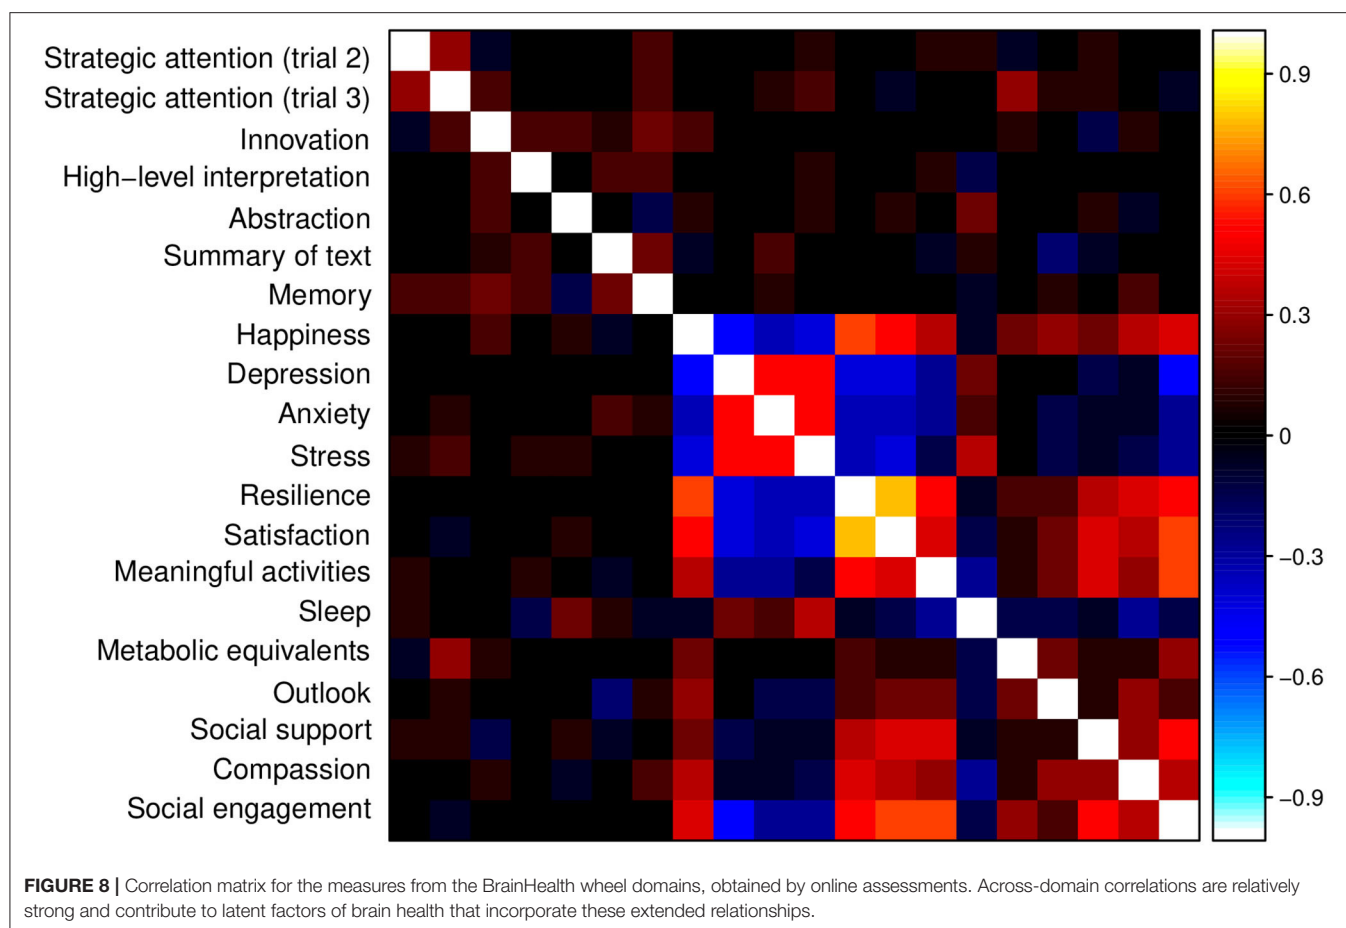 Strategic attention (trial 2)
Strategic attention (trial 3)
Innovation
High−level interpretation
Abstraction
Summary of text
Memory
Happiness
Depression
Anxiety
Stress
Resilience
Satisfaction
Meaningful activities
Sleep
Metabolic equivalents
Outlook
Social support
Compassion
Social engagement
0.9
0.6
0.3
0
−0.3
−0.6
−0.9
FIGURE 8 | Correlation matrix for the measures from the BrainHealth wheel domains, obtained by online assessments. Across-domain correlations are relatively
strong and contribute to latent factors of brain health that incorporate these extended relationships.